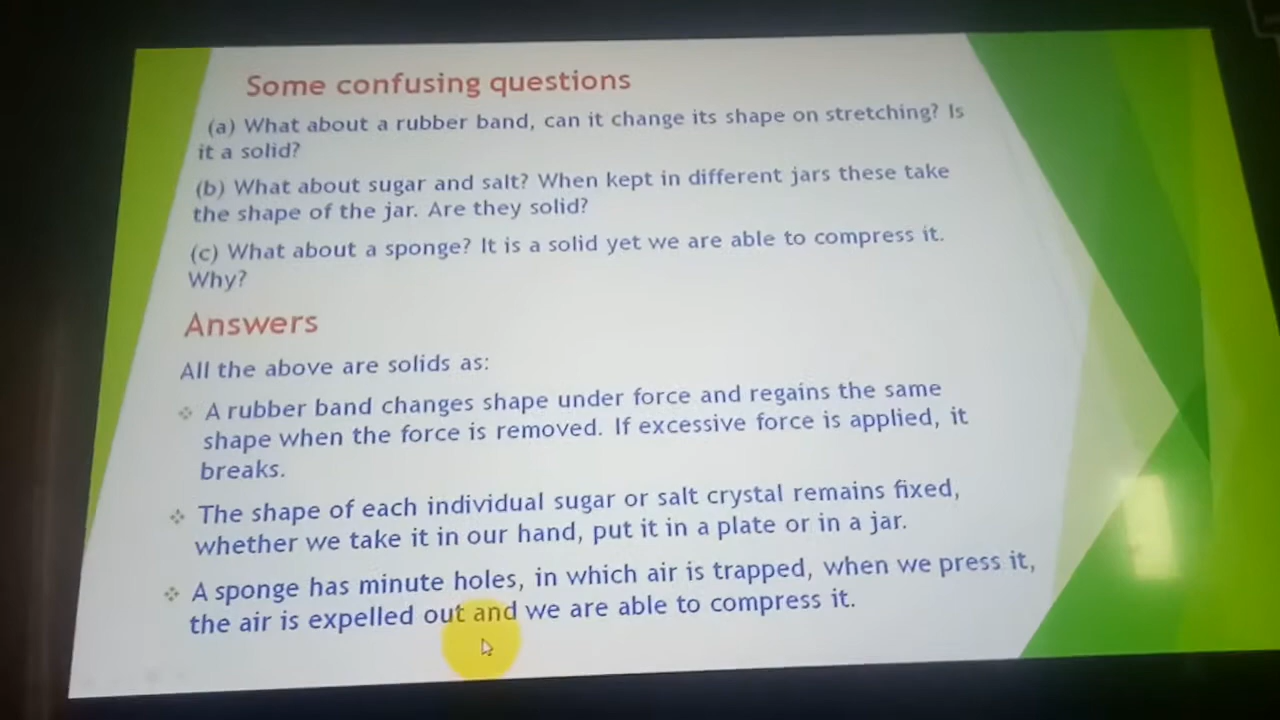 Some confusing questions
(a) What about a rubber band, can it change its shape on stretching? Is
it a solid?
(b) What about sugar and salt? When kept in different jars these take
the shape of the jar. Are they solid?
(c) What about a sponge? It is a solid yet we are able to compress it.
Why?
Answers
All the above are solids as:
A rubber band changes shape under force and regains the same
shape when the force is removed. If excessive force is applied, it
breaks.
The shape of each individual sugar or salt crystal remains fixed,
whether we take it in our hand, put it in a plate or in a jar.
A sponge has minute holes, in which air is trapped, when we press it,
the air is expelled out and we are able to compress it.